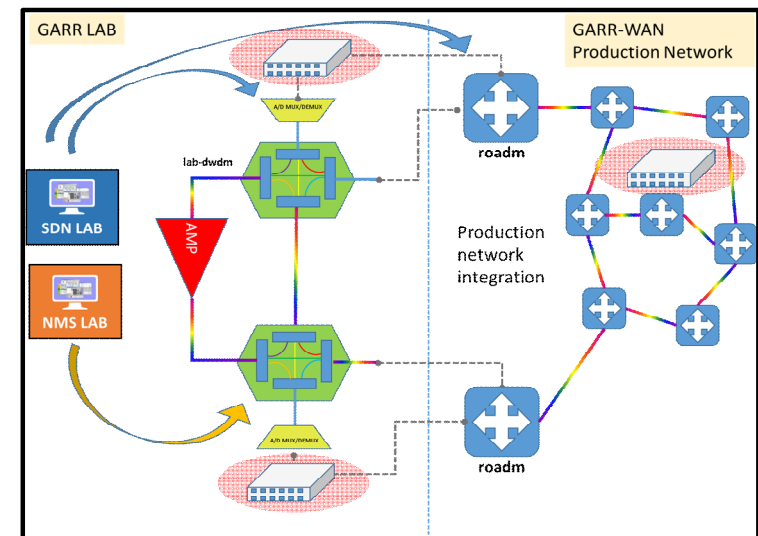 GARR LAB
GARR-WAN
Production Network
A/D MUX/DEMUX
lab-dwdm
roadm
SDN LAB
AMP
Production
network
integration
NMS LAB
A/D MUX/DEMUX
roadm